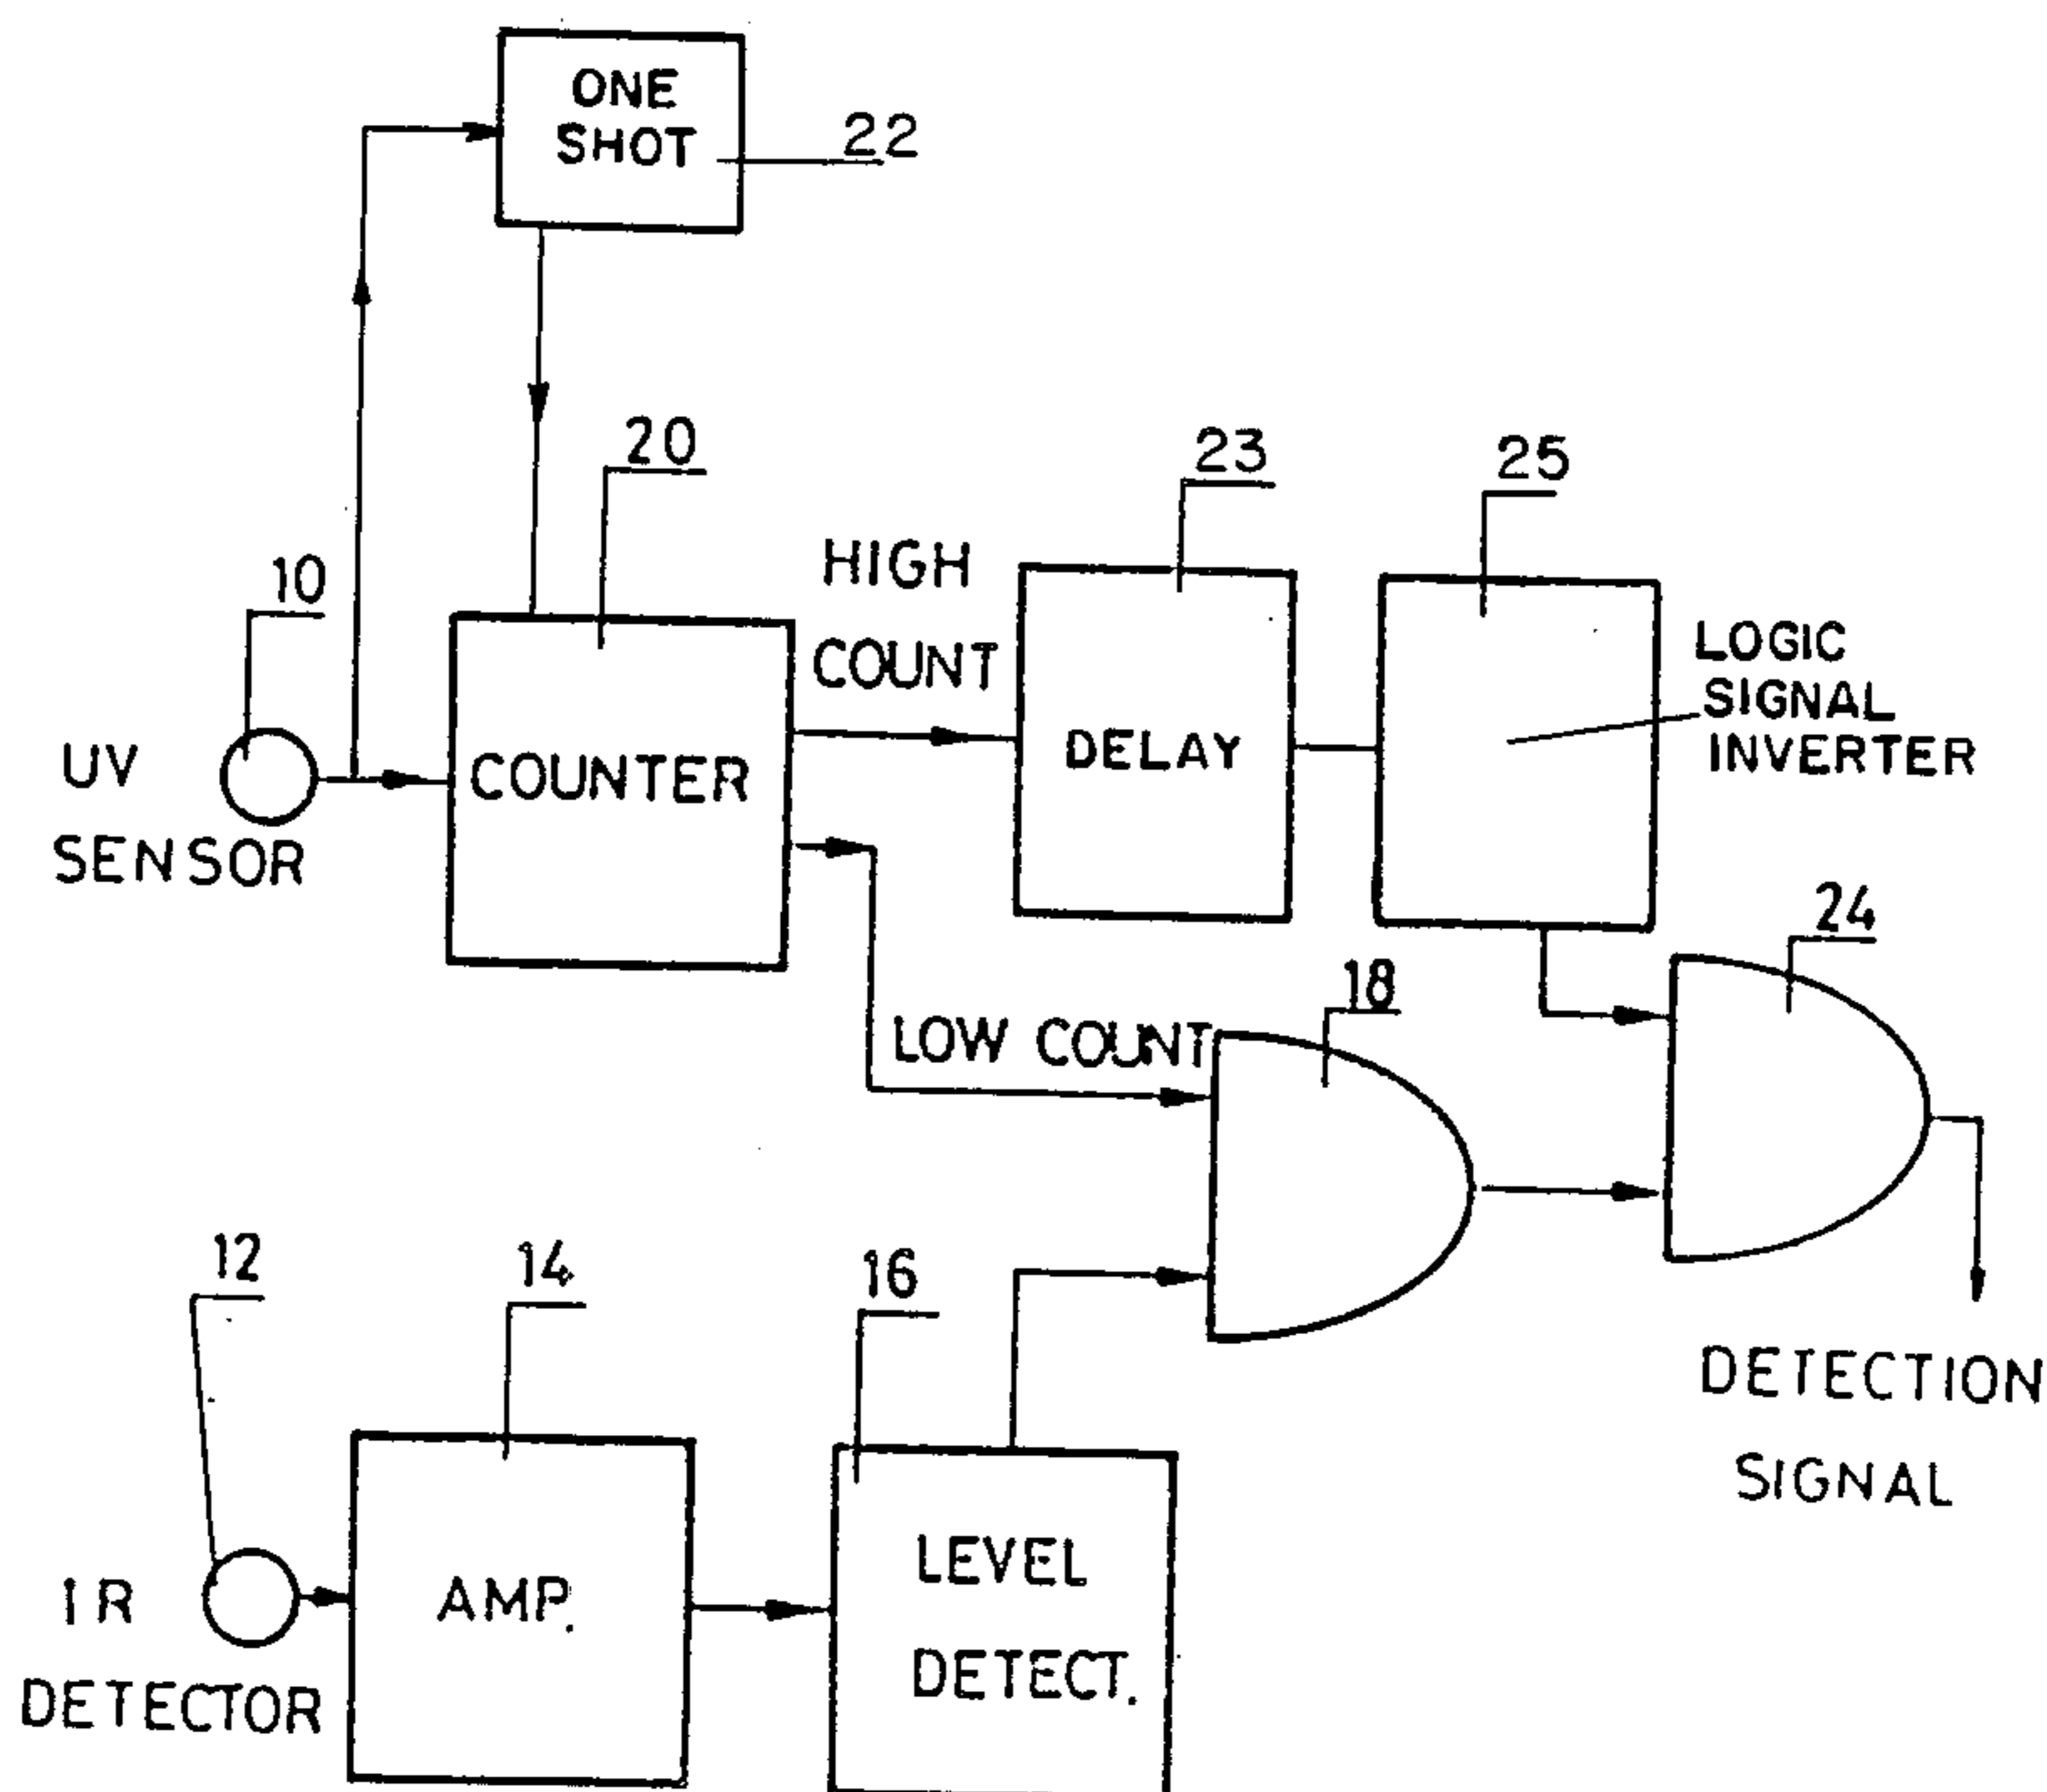 ONE
SHOT
22
20
23
25
10
HIGH
COUNT
LOGIC
SIGNAL
INVERTER
UV
SENSOR
COUNTER
DELAY
24
18
LOW COUNT
12
14
16
DETECTION
SIGNAL
IR
DETECTOR
AMP.
LEVEL
DETECT.